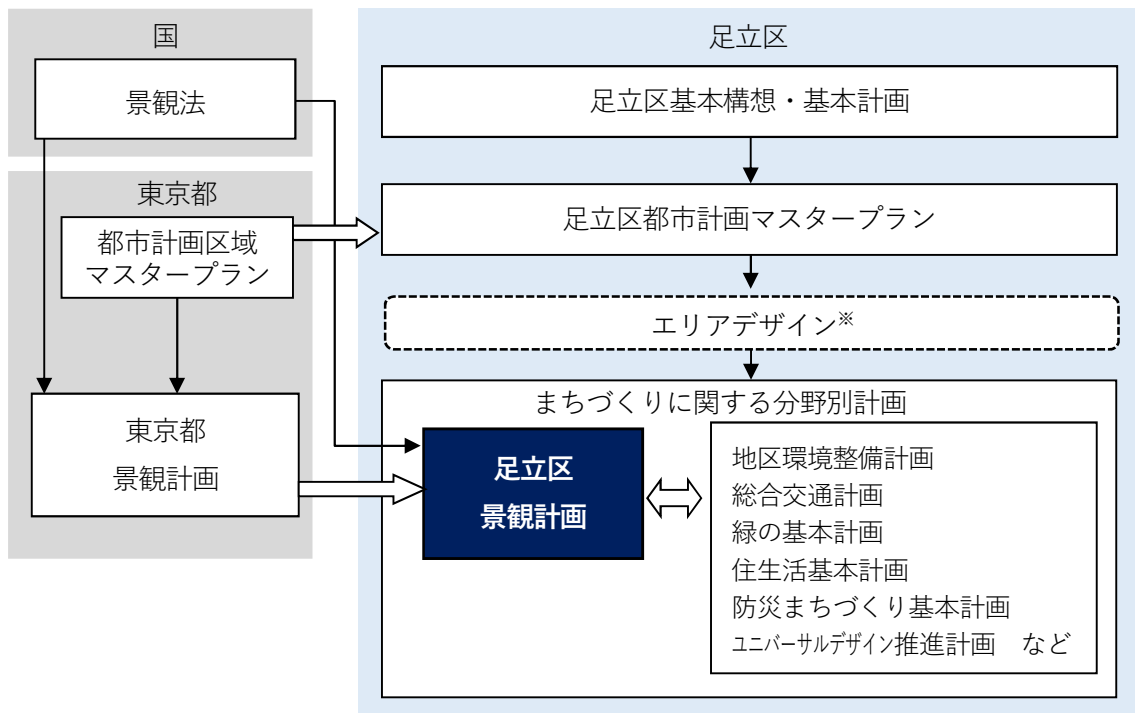 国
景観法
東京都
都市計画区域
マスタープラン
東京都
景観計画
足立区
足立区基本構想・基本計画
足立区都市計画マスタープラン
エリアデザイン※
まちづくりに関する分野別計画
足立区
景観計画
地区環境整備計画
総合交通計画
緑の基本計画
住生活基本計画
防災まちづくり基本計画
ユニバーサルデザイン推進計画　など